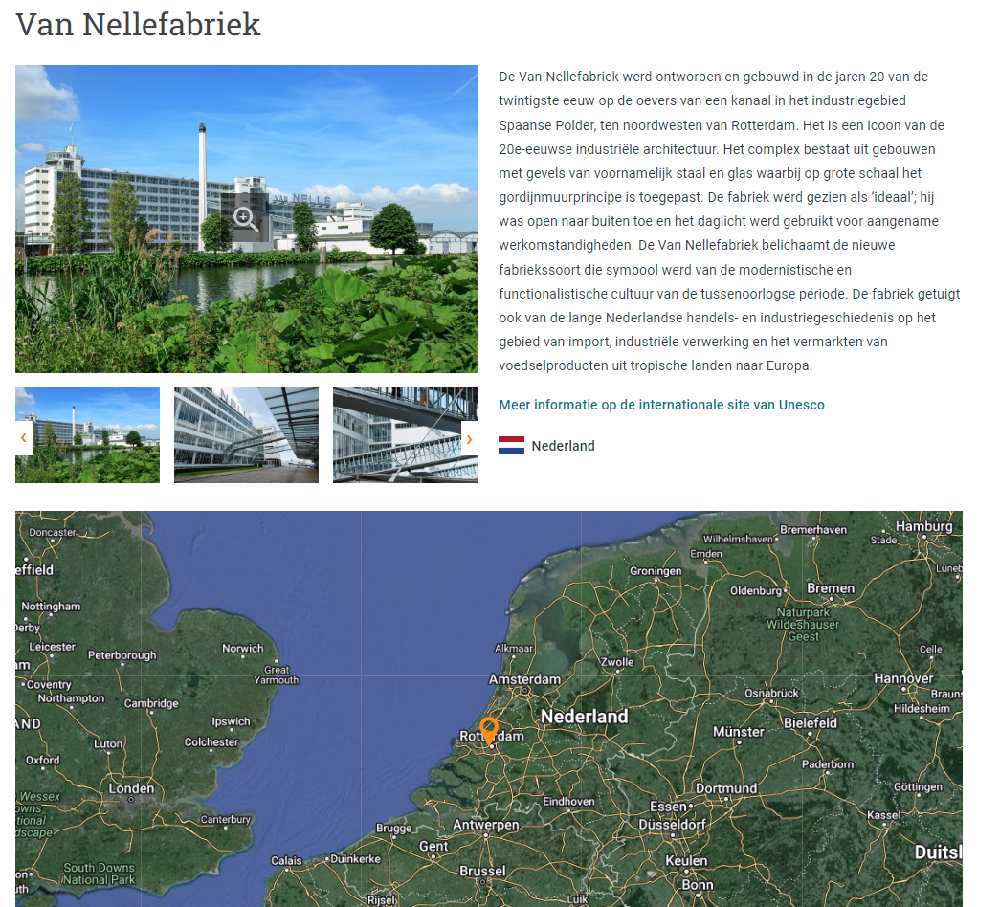 Van Nellefabriek
De Van Nellefabriek werd ontworpen en gebouwd in de jaren 20 van de
twintigste eeuw op de oevers van een kanaal in het industriegebied
Spaanse Polder, ten noordwesten van Rotterdam. Het is een icoon van de
20e-eeuwse industriële architectuur. Het complex bestaat uit gebouwen
met gevels van voornamelijk staal en glas waarbij op grote schaal het
gordijnmuurprincipe is toegepast. De fabriek werd gezien als ‘ideaal’; hij
was open naar buiten toe en het daglicht werd gebruikt voor aangename
werkomstandigheden. De Van Nellefabriek belichaamt de nieuwe
fabriekssoort die symbool werd van de modernistische en
functionalistische cultuur van de tussenoorlogse periode. De fabriek getuigt
ook van de lange Nederlandse handels- en industriegeschiedenis op het
gebied van import, industriële verwerking en het vermarkten van
voedselproducten uit tropische landen naar Europa.
Meer informatie op de internationale site van Unesco
Nederland
VAN NELLE
Doncaster
effield
Nottingham
Derby
Leicester
Peterborough
Norwich
Great
Yarmouth
am
Coventry
Northampton
Cambridge
AND
Ipswich
Colchester
Luton
Oxford
Londen
Wessex
owns
tional
dscape
Canterbury
South Downs
National Park
on
uth
Calais
Duinkerke
Rijsel
Brugge
Gent
Antwerpen
Brussel
Luik
Alkmaar
Amsterdam
Rotterdam
Nederland
Zwolle
Groningen
Eindhoven
Emden
Wilhelmshaven
Bremerhaven
Stade
Hamburg
Lüneb
Oldenburg
Bremen
Naturpark
Wildeshauser
Geest
Celle
Hannover
Brauns
Hildesheim
Osnabrück
Bielefeld
Münster
Paderborn
Göttingen
Kassel
Dortmund
Essen
Düsseldorf
Keulen
Bonn
Duitsl